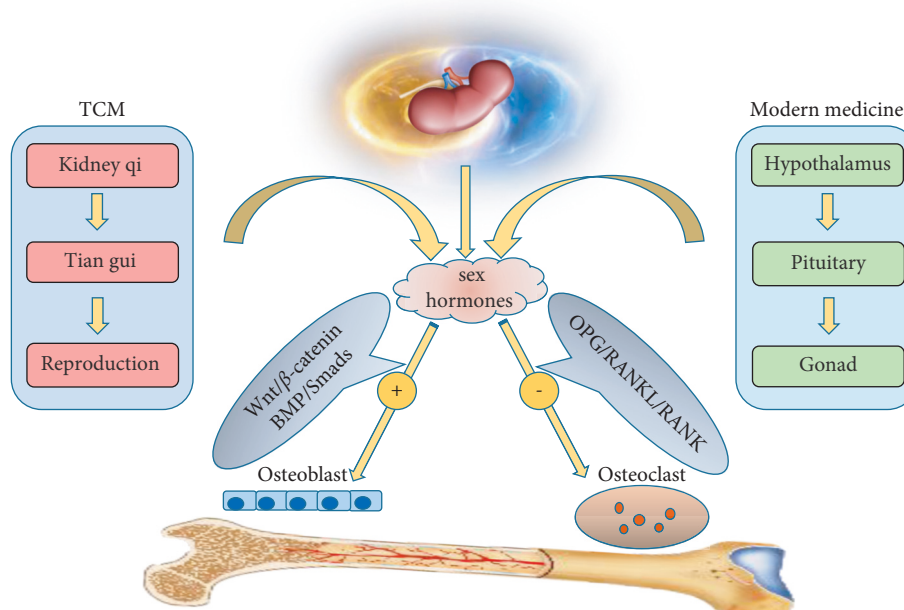 TCM
Kidney qi
Tian gui
Reproduction
Modern medicine
Hypothalamus
Pituitary
Gonad
sex
hormones
Wnt/β-catenin
BMP/Smads
+
OPG/RANKL/RANK
-
Osteoblast
Osteoclast